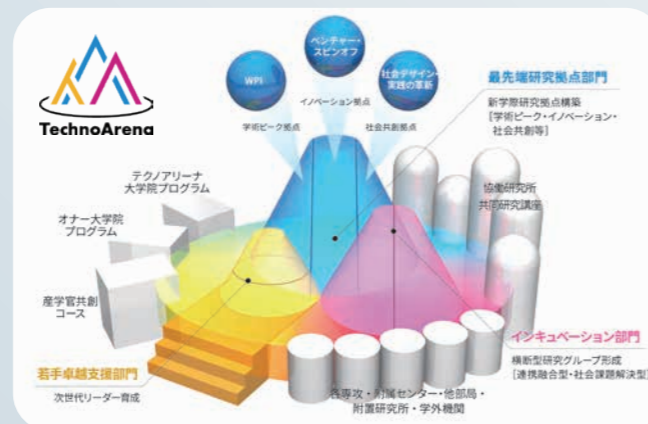 TechnoArena
WPI
ベンチャー・
スピンオフ
社会デザイン・
実践の革新
学術ピーク拠点
イノベーション拠点
社会共創拠点
最先端研究拠点部門
新学際研究拠点構築
[学術ピーク・イノベーション・
社会共創等]
テクノアリーナ
大学院プログラム
オナー大学院
プログラム
産学官共創
コース
協働研究所
共同研究講座
若手卓越支援部門
次世代リーダー育成
インキュベーション部門
横断型研究グループ形成
[連携融合型・社会課題解決型]
各専攻・附属センター・他部局・
附置研究所・学外機関